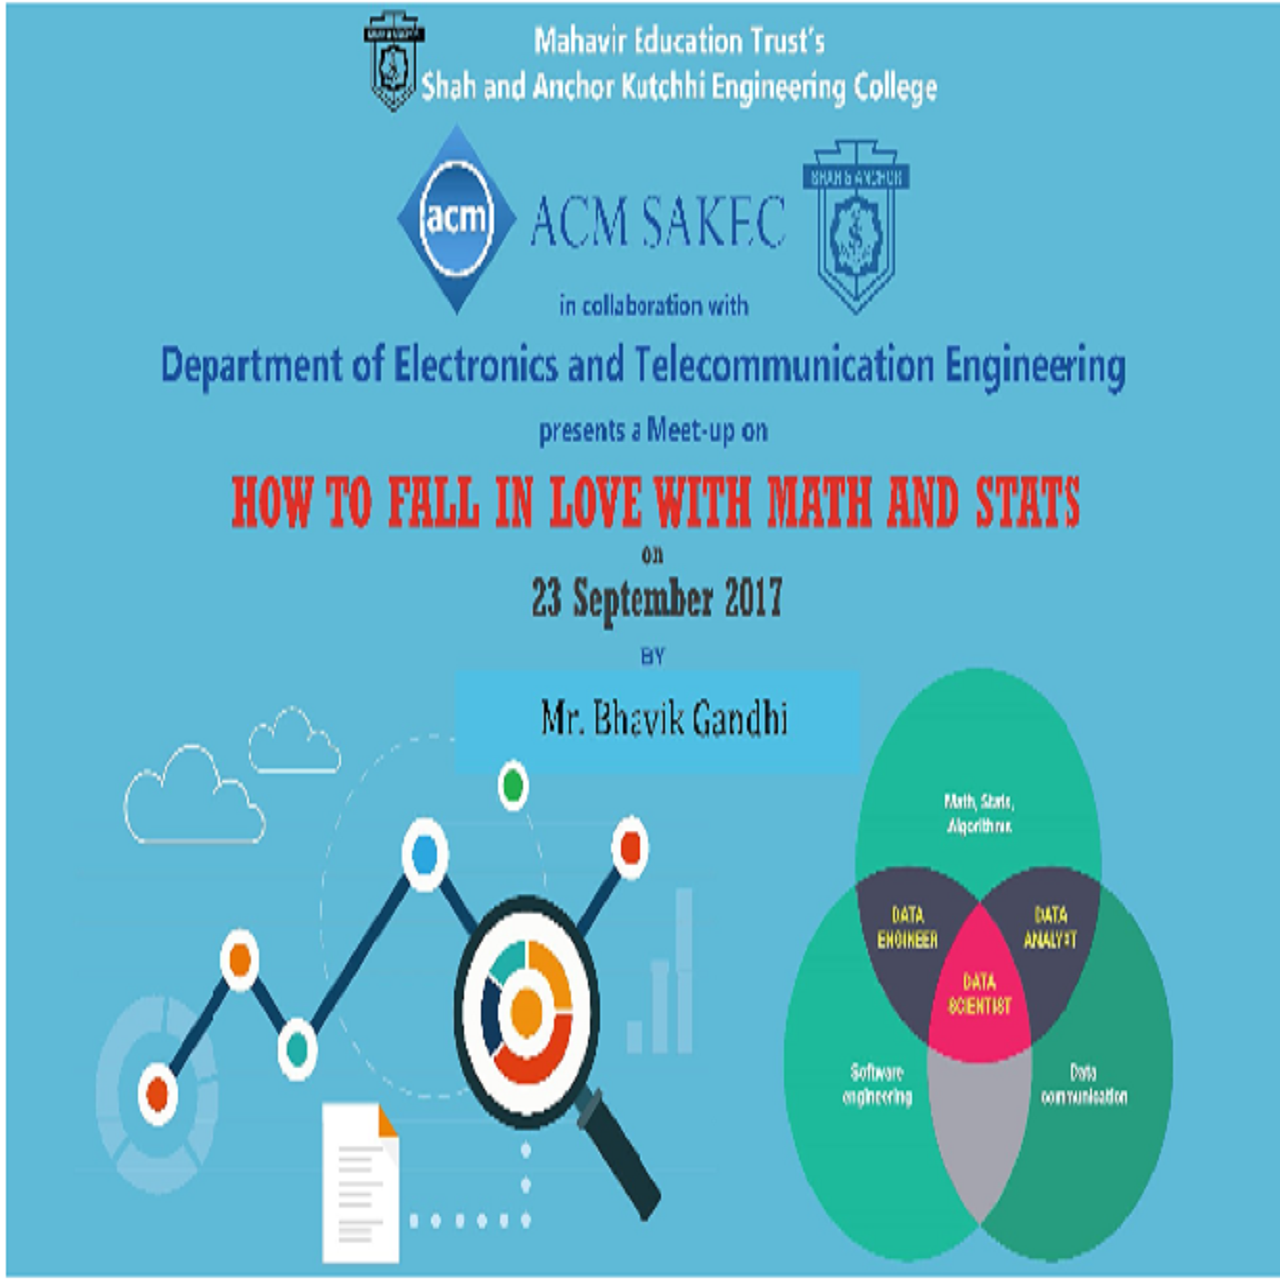 Mahavir Education Trust's
Shah and Anchor Kutchhi Engineering College
acm
ACM SAKEC
SHAH & ANCHOR
in collaboration with
Department of Electronics and Telecommunication Engineering
presents a Meet-up on
HOW TO FALL IN LOVE WITH MATH AND STATS
on
23 September 2017
BY
Mr. Bhavik Gandhi
Math, Stats,
Algorithms
DATA
ENGINEER
DATA
ANALYST
DATA
SCIENTIST
Software
engineering
Data
communication